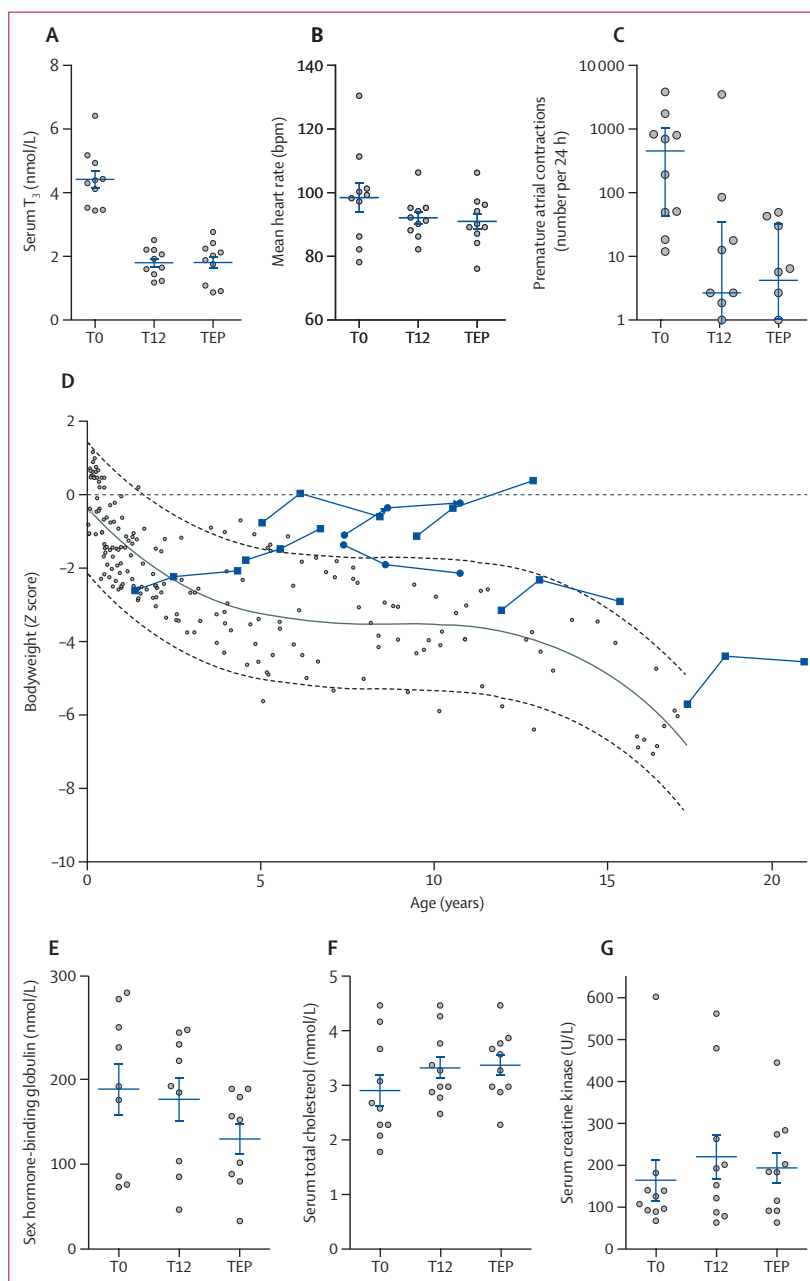 A
Serum T₃ (nmol/L)
8
6
4
2
0
T0
T12
TEP
B
Mean heart rate (bpm)
140
120
100
80
60
T0
T12
TEP
C
Premature atrial contractions
(number per 24 h)
10 000
1000
100
10
1
T0
T12
TEP
D
Bodyweight (Z score)
2
0
–2
–4
–6
–8
–10
0
5
10
15
20
Age (years)
E
Sex hormone-binding globulin (nmol/L)
300
200
100
0
T0
T12
TEP
F
Serum total cholesterol (mmol/L)
5
4
3
2
1
0
T0
T12
TEP
G
Serum creatine kinase (U/L)
600
500
400
300
200
100
0
T0
T12
TEP